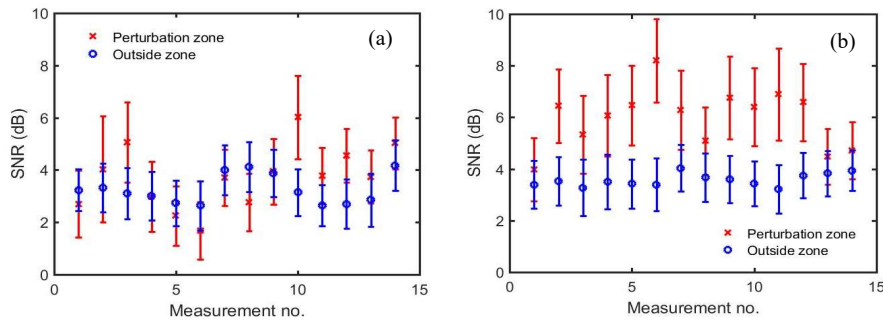 (a)
Perturbation zone
Outside zone
SNR (dB)
10
8
6
4
2
0
0 5 10 15
Measurement no.
(b)
SNR (dB)
10
8
6
4
2
0
Perturbation zone
Outside zone
0 5 10 15
Measurement no.